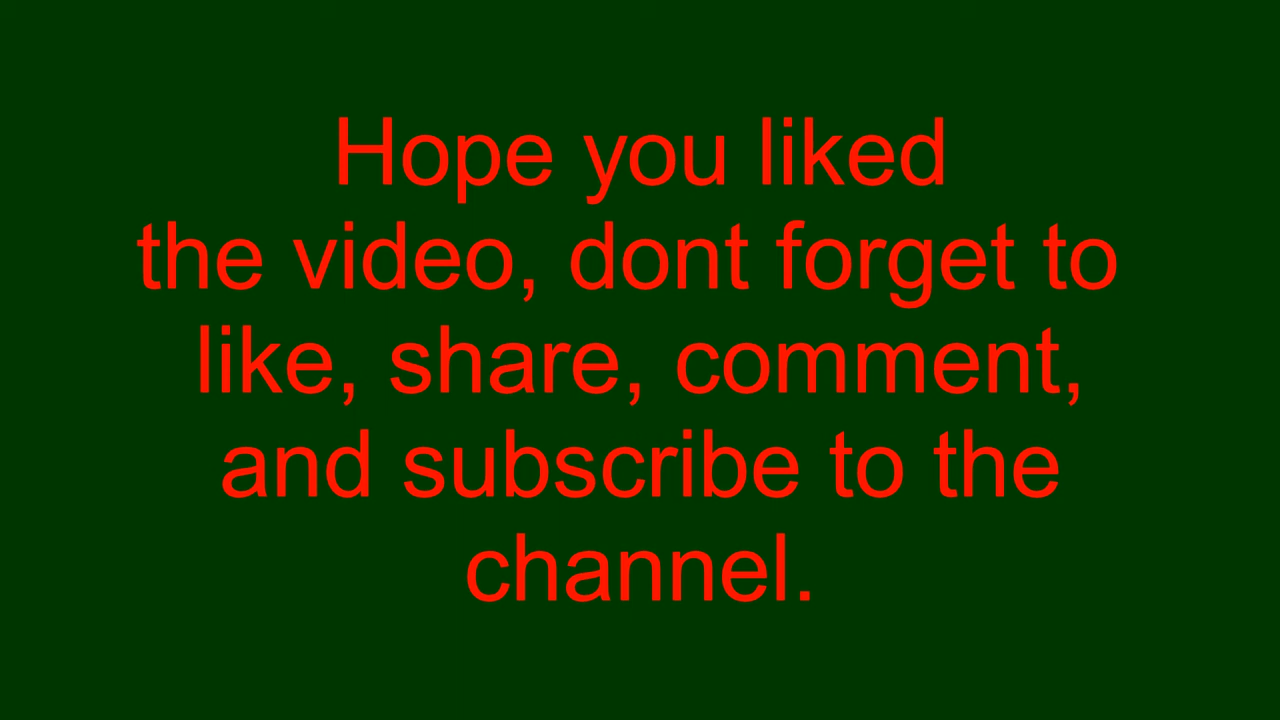 Hope you liked
the video, dont forget to
like, share, comment,
and subscribe to the
channel.